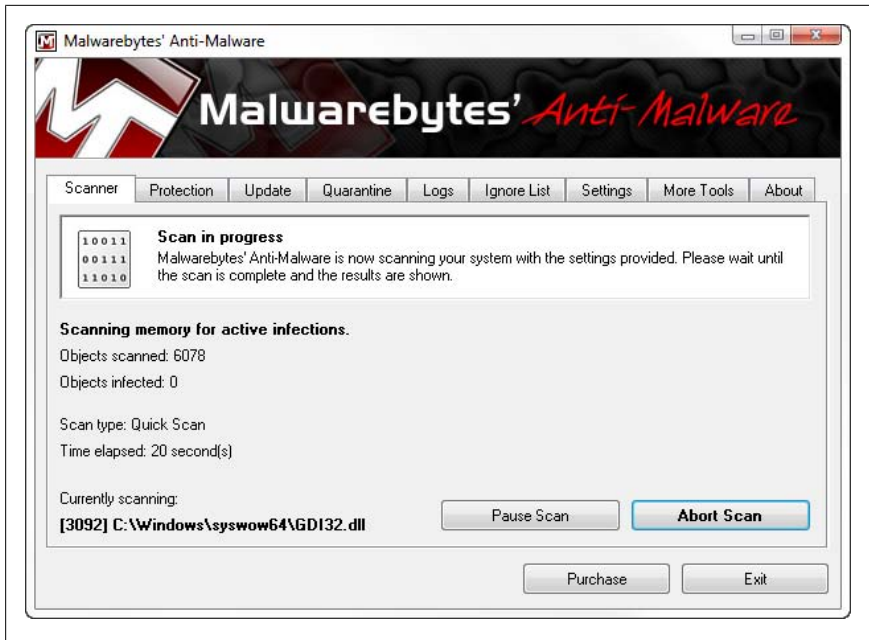 Malwarebytes' Anti-Malware
Malwarebytes' Anti-Malware
Scanner Protection Update Quarantine Logs Ignore List Settings More Tools About
10011
00111
11010
Scan in progress
Malwarebytes' Anti-Malware is now scanning your system with the settings provided. Please wait until
the scan is complete and the results are shown.
Scanning memory for active infections.
Objects scanned: 6078
Objects infected: 0
Scan type: Quick Scan
Time elapsed: 20 second(s)
Currently scanning:
[3092] C:\Windows\syswow64\GDI32.dll
Pause Scan Abort Scan
Purchase Exit